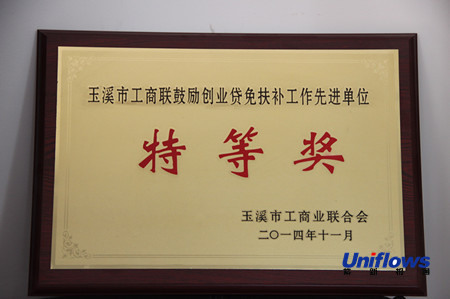 玉溪市工商联鼓励创业贷免扶补工作先进单位
特等奖
玉溪市工商业联合会
二〇一四年十一月
Uniflows